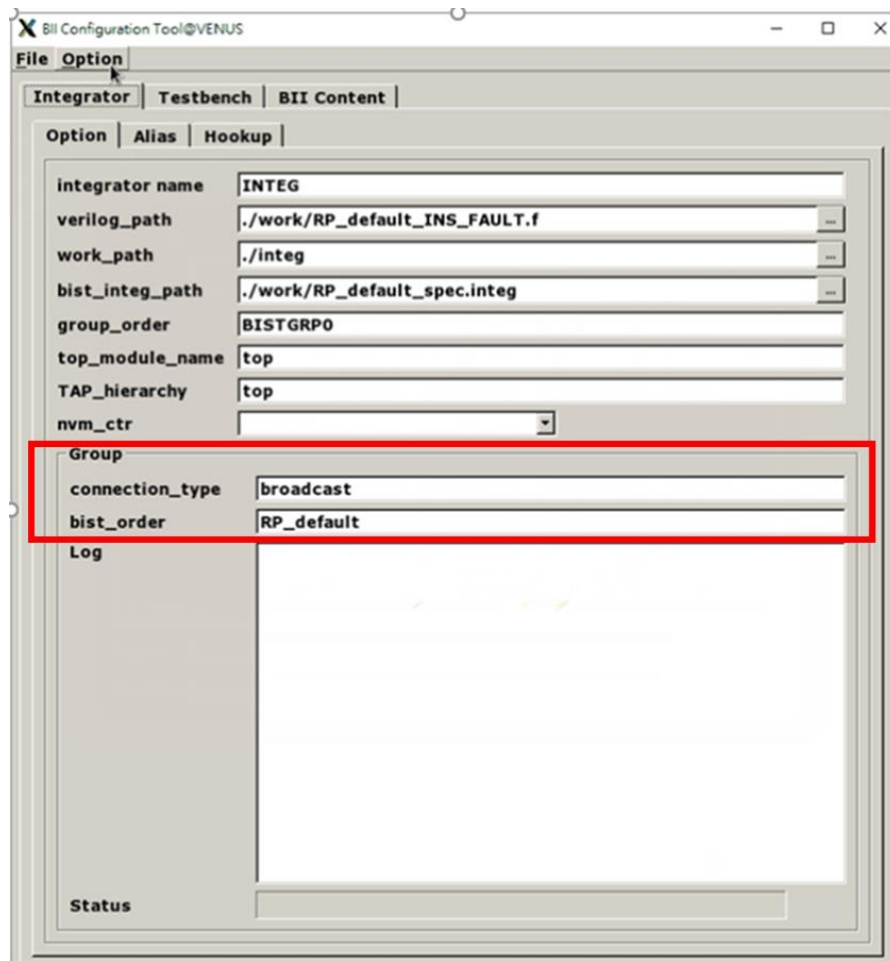 BII Configuration Tool@VENUS
File Option
Integrator Testbench BII Content
Option Alias Hookup
integrator name INTEG
verilog_path ./work/RP_default_INS_FAULT.f ...
work_path ./integ ...
bist_integ_path ./work/RP_default_spec.integ ...
group_order BISTGRP0
top_module_name top
TAP_hierarchy top
nvm_ctr
Group
connection_type broadcast
bist_order RP_default
Log
Status